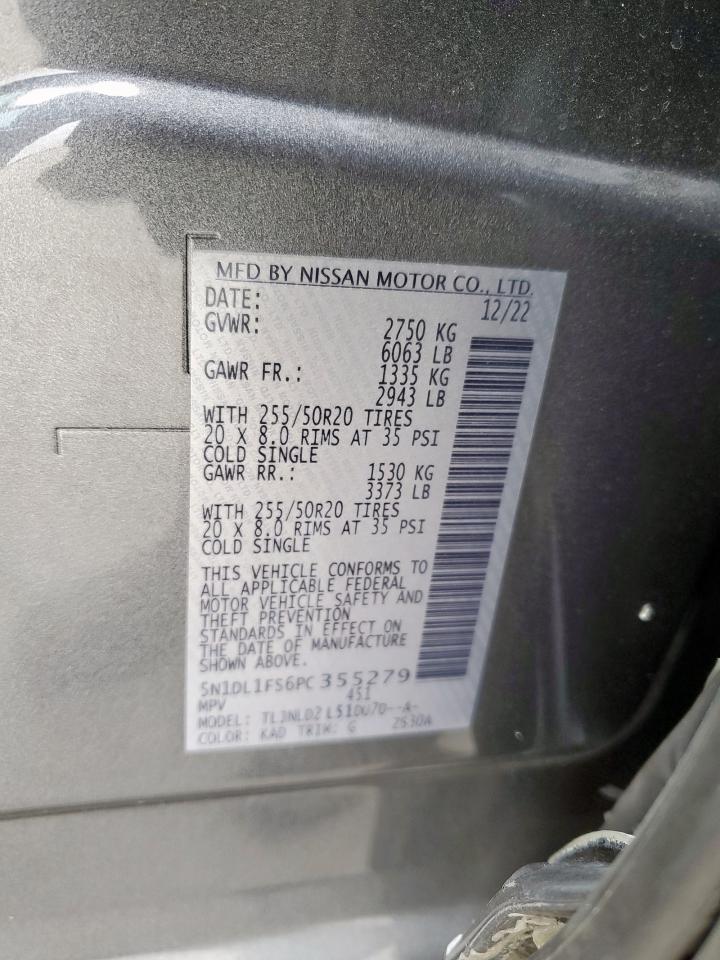 MFD BY NISSAN MOTOR CO., LTD.
DATE: 12/22
GVWR: 2750 KG
6063 LB
GAWR FR.: 1335 KG
2943 LB
WITH 255/50R20 TIRES
20 X 8.0 RIMS AT 35 PSI
COLD SINGLE
GAWR RR.: 1530 KG
3373 LB
WITH 255/50R20 TIRES
20 X 8.0 RIMS AT 35 PSI
COLD SINGLE
THIS VEHICLE CONFORMS TO
ALL APPLICABLE FEDERAL
MOTOR VEHICLE SAFETY AND
THEFT PREVENTION
STANDARDS IN EFFECT ON
THE DATE OF MANUFACTURE
SHOWN ABOVE.
5N1DL1FS6PC355279
MPV 451
MODEL:
COLOR: KAD TRIM: G